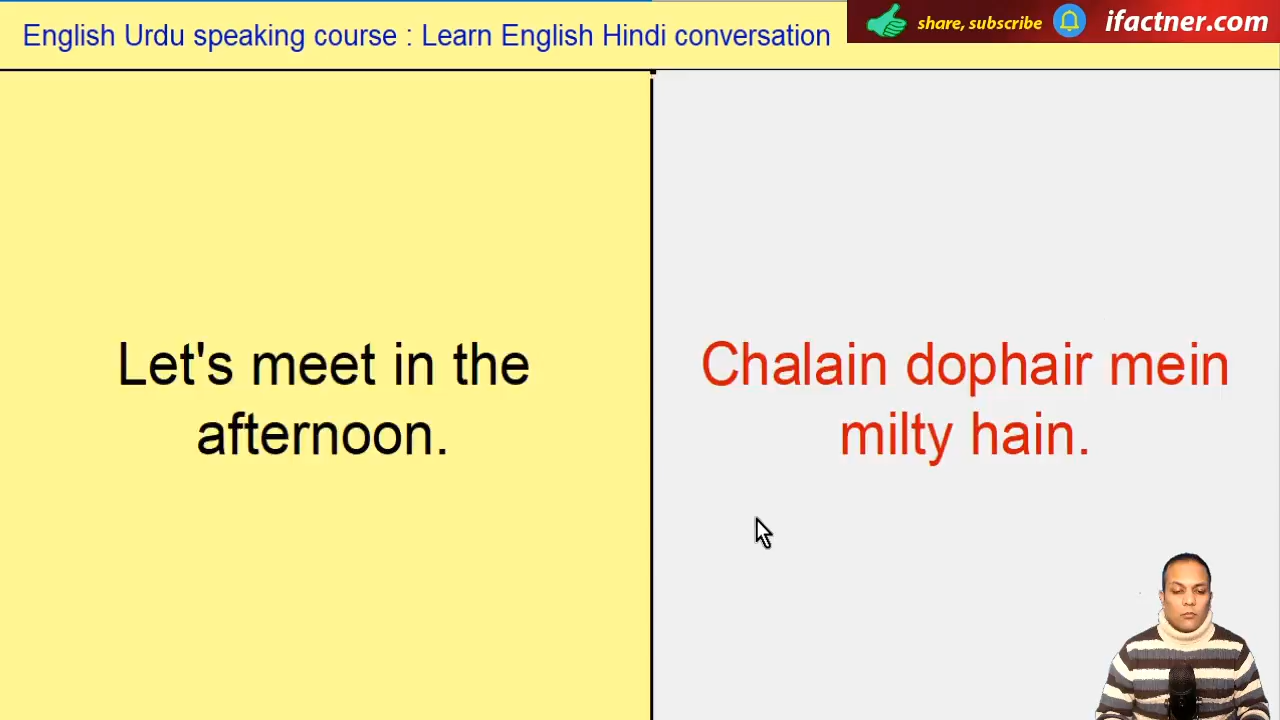 English Urdu speaking course : Learn English Hindi conversation
share, subscribe
ifactner.com
Let's meet in the
afternoon.
Chalain dophair mein
milty hain.